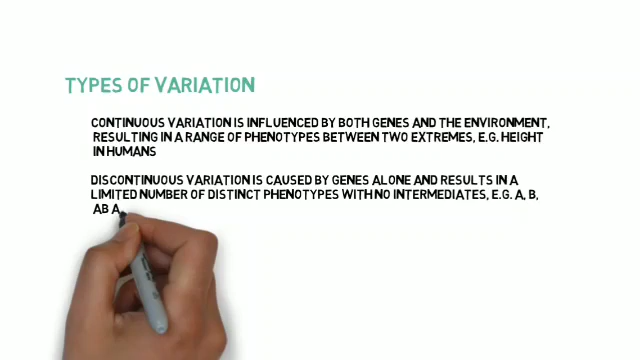 TYPES OF VARIATION
CONTINUOUS VARIATION IS INFLUENCED BY BOTH GENES AND THE ENVIRONMENT,
RESULTING IN A RANGE OF PHENOTYPES BETWEEN TWO EXTREMES, E.G. HEIGHT
IN HUMANS
DISCONTINUOUS VARIATION IS CAUSED BY GENES ALONE AND RESULTS IN A
LIMITED NUMBER OF DISTINCT PHENOTYPES WITH NO INTERMEDIATES, E.G. A, B,
AB A